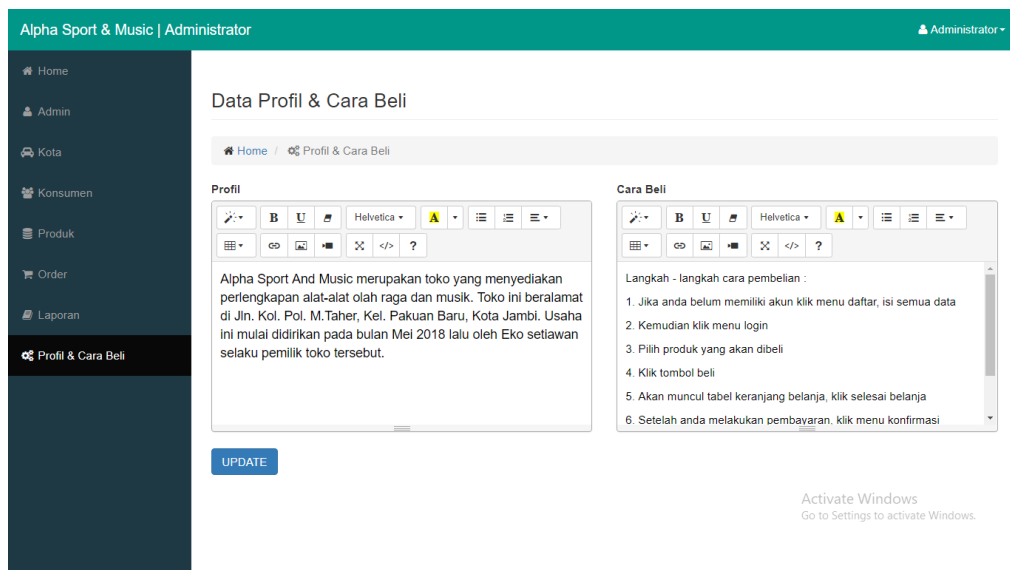 Alpha Sport & Music | Administrator
Administrator
Home
Admin
Kota
Konsumen
Produk
Order
Laporan
Profil & Cara Beli
Data Profil & Cara Beli
Home / Profil & Cara Beli
Profil
B U Helvetica A
</> ?
Alpha Sport And Music merupakan toko yang menyediakan
perlengkapan alat-alat olah raga dan musik. Toko ini beralamat
di Jln. Kol. Pol. M.Taher, Kel. Pakuan Baru, Kota Jambi. Usaha
ini mulai didirikan pada bulan Mei 2018 lalu oleh Eko setiawan
selaku pemilik toko tersebut.
Cara Beli
B U Helvetica A
</> ?
Langkah - langkah cara pembelian :
1. Jika anda belum memiliki akun klik menu daftar, isi semua data
2. Kemudian klik menu login
3. Pilih produk yang akan dibeli
4. Klik tombol beli
5. Akan muncul tabel keranjang belanja, klik selesai belanja
6. Setelah anda melakukan pembayaran, klik menu konfirmasi
UPDATE
Activate Windows
Go to Settings to activate Windows.